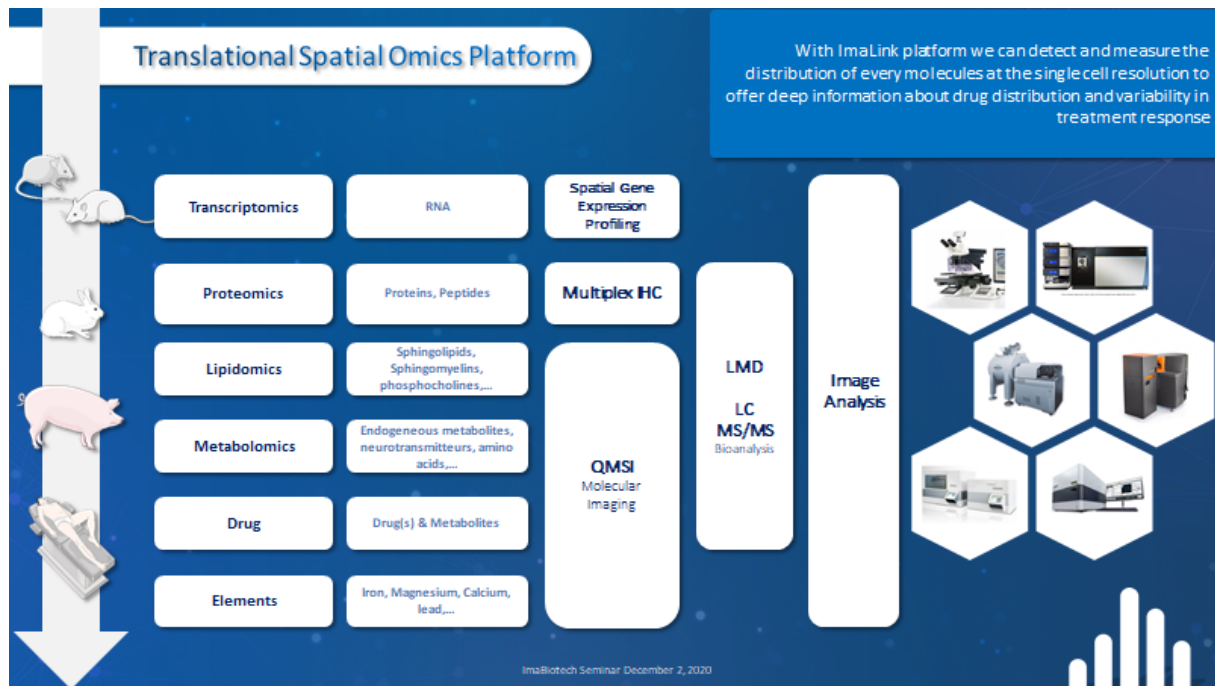 Translational Spatial Omics Platform
With ImaLink platform we can detect and measure the
distribution of every molecules at the single cell resolution to
offer deep information about drug distribution and variability in
treatment response
Transcriptomics
RNA
Spatial Gene
Expression
Profiling
Proteomics
Proteins, Peptides
Multiplex IHC
Lipidomics
Sphingolipids,
Sphingomyelins,
phosphocholines,...
Metabolomics
Endogeneous metabolites,
neurotransmitteurs, amino
acids,...
Drug
Drug(s) & Metabolites
Elements
Iron, Magnesium, Calcium,
lead,...
QMSI
Molecular
Imaging
LMD
LC
MS/MS
Bioanalysis
Image
Analysis
ImaBiotech Seminar December 2, 2020